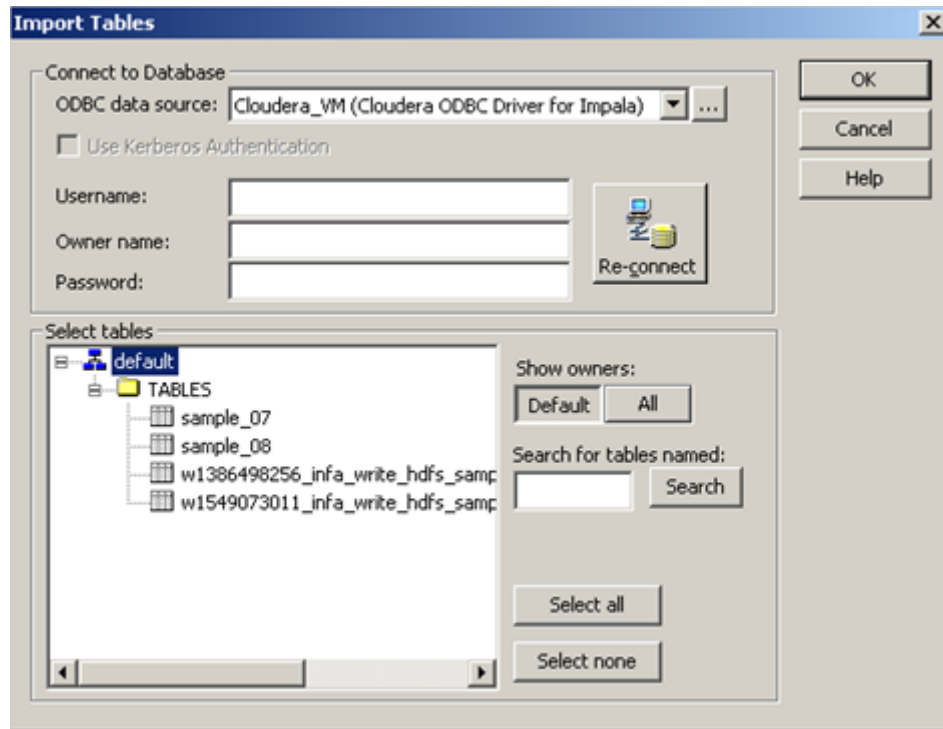 Import Tables
Connect to Database
ODBC data source: Cloudera_VM (Cloudera ODBC Driver for Impala) ...
Use Kerberos Authentication
Username:
Owner name:
Password:
Re-connect
OK
Cancel
Help
Select tables
default
TABLES
sample_07
sample_08
w1386498256_infa_write_hdfs_samp
w1549073011_infa_write_hdfs_samp
Show owners:
Default All
Search for tables named:
Search
Select all
Select none